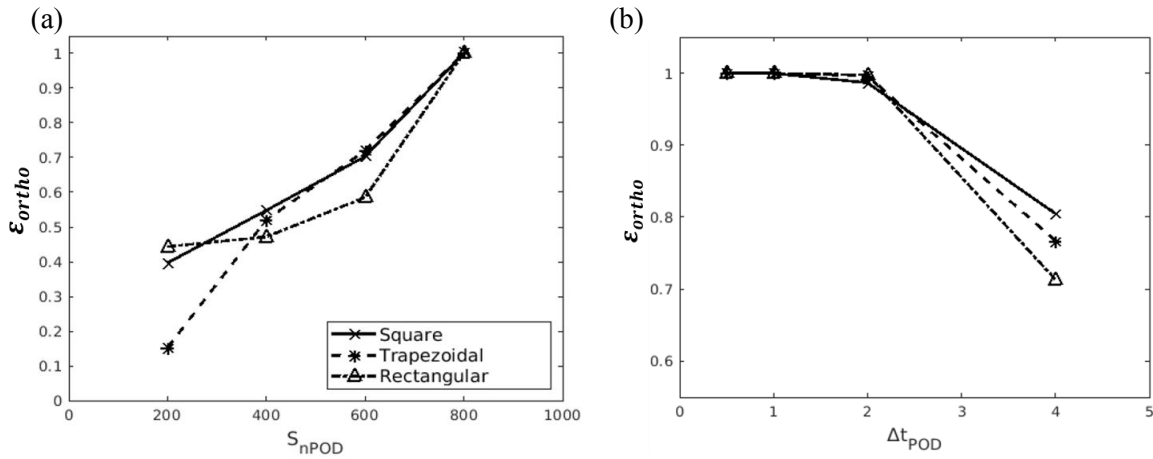 (a)
1
0.9
0.8
0.7
0.6
0.5
0.4
0.3
0.2
0.1
0
ε_ortho
Square
Trapezoidal
Rectangular
0 200 400 600 800 1000
S_nPOD
(b)
1
0.9
0.8
0.7
0.6
ε_ortho
0 1 2 3 4 5
Δt_POD